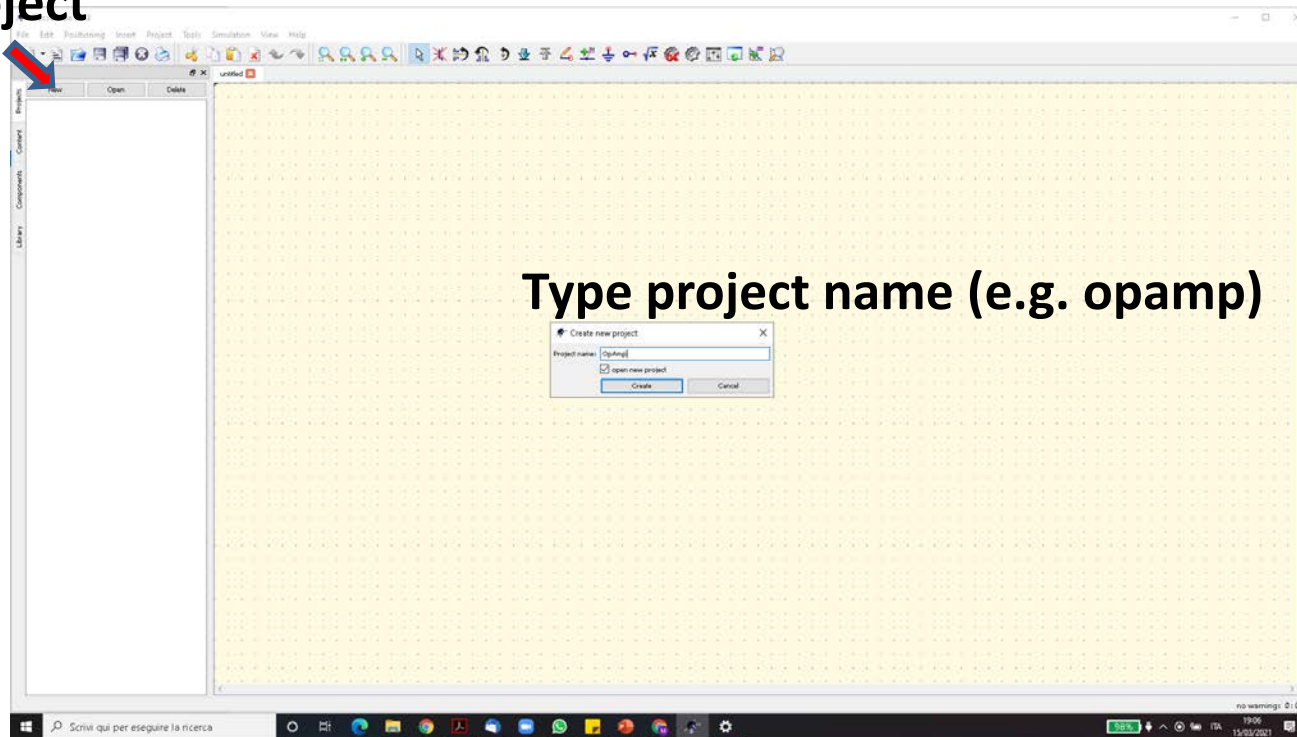 ject
File Edit Positioning Insert Project Tools Simulation View Help
untitled
New Open Delete
Projects
Content
Components
Library
Type project name (e.g. opamp)
Create new project
Project name: OpAmp
open new project
Create Cancel
no warnings
Scrivi qui per eseguire la ricerca
98% ITA 19:06
15/03/2021